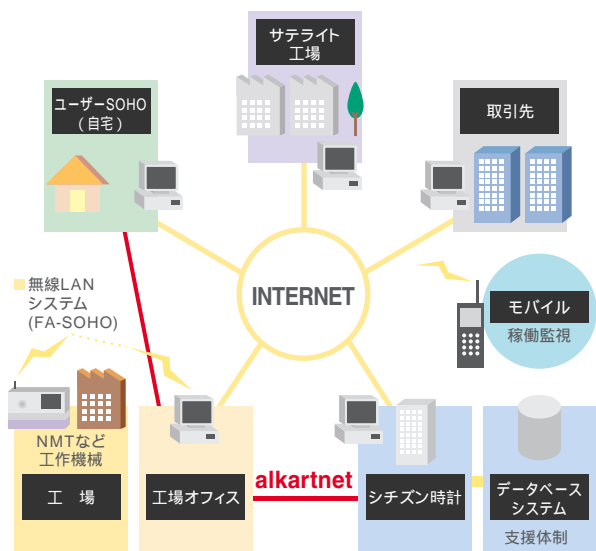 サテライト
工場
ユーザーSOHO
(自宅)
取引先
INTERNET
無線LAN
システム
(FA-SOHO)
モバイル
稼働監視
NMTなど
工作機械
工 場
工場オフィス
alkartnet
シチズン時計
データベース
システム
支援体制